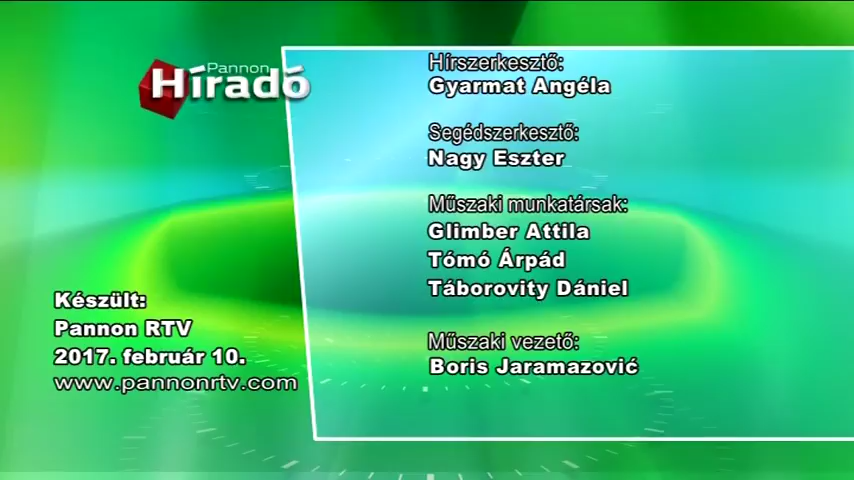 Pannon
Híradó
Hírszerkesztő:
Gyarmat Angéla
Segédszerkesztő:
Nagy Eszter
Műszaki munkatársak:
Glimber Attila
Tómó Árpád
Táborovity Dániel
Műszaki vezető:
Boris Jaramazović
Készült:
Pannon RTV
2017. február 10.
www.pannonrtv.com